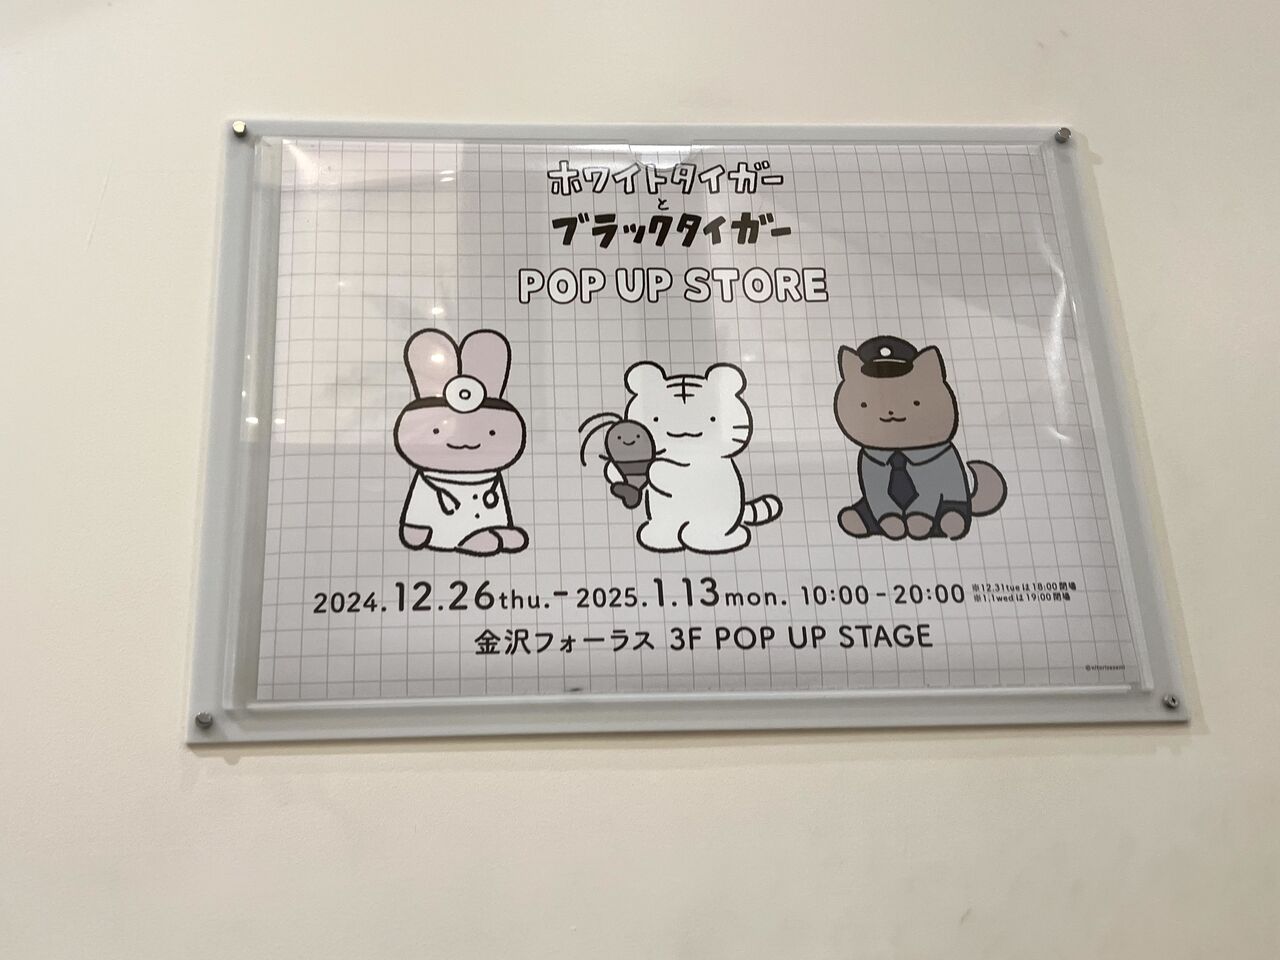 ホワイトタイガー
と
ブラックタイガー
POP UP STORE
2024.12.26thu.-2025.1.13mon. 10:00-20:00
※12.31tueは18:00閉場
※1.1wedは19:00閉場
金沢フォーラス 3F POP UP STAGE